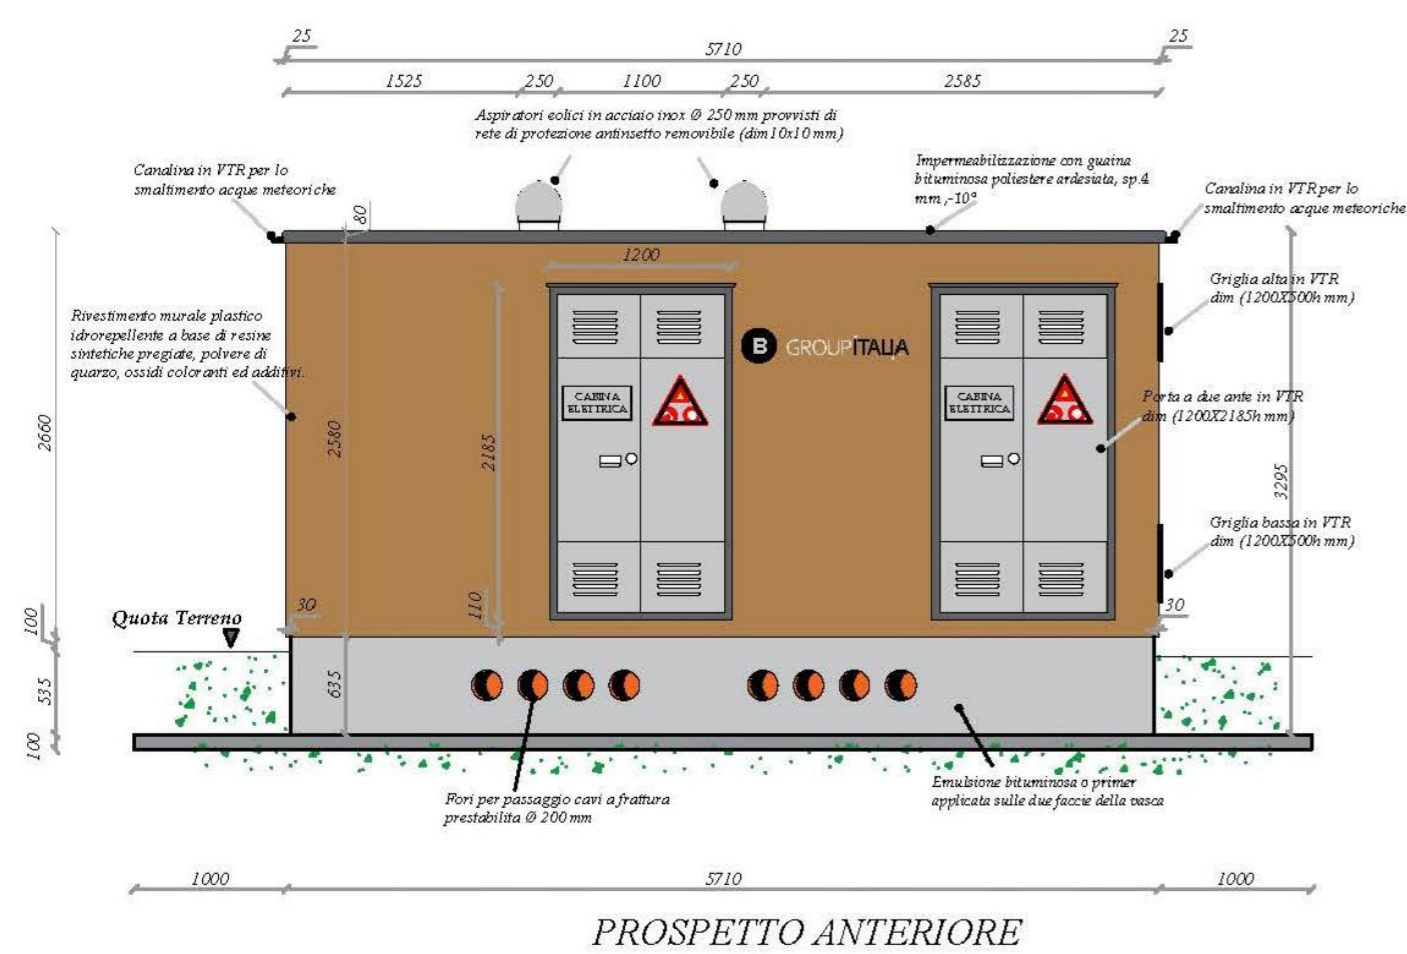 25
25
5710
1525
250
1100
250
2585
Aspiratori eolici in acciaio inox Ø 250 mm provvisti di
rete di protezione antinsetto removibile (dim 10x10 mm)
Canalina in VTR per lo
smaltimento acque meteoriche
Impermeabilizzazione con guaina
bituminosa poliestere ardesiata, sp.4
mm ,-10°
Canalina in VTR per lo
smaltimento acque meteoriche
80
1200
Griglia alta in VTR
dim (1200X500h mm)
Rivestimento murale plastico
idrorepellente a base di resine
sintetiche pregiate, polvere di
quarzo, ossidi coloranti ed additivi.
B GROUPITALIA
CABINA
ELETTRICA
CABINA
ELETTRICA
Porta a due ante in VTR
dim (1200X2185h mm)
2660
2580
2185
3295
Griglia bassa in VTR
dim (1200X500h mm)
Quota Terreno
30
110
30
100
535
635
100
Fori per passaggio cavi a frattura
prestabilita Ø 200 mm
Emulsione bituminosa o primer
applicata sulle due faccie della vasca
1000
5710
1000
PROSPETTO ANTERIORE